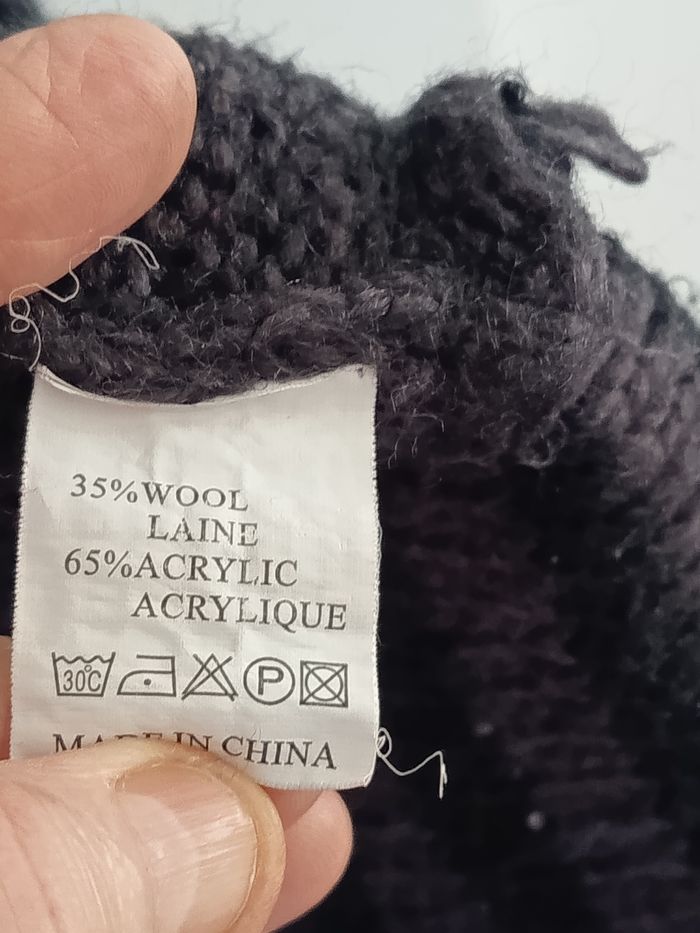 35%WOOL
LAINE
65%ACRYLIC
ACRYLIQUE
30°C P
MADE IN CHINA